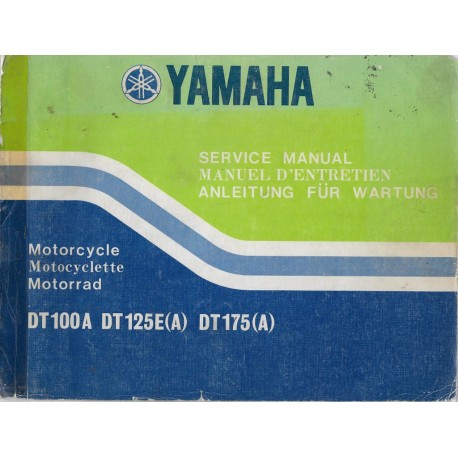 YAMAHA
SERVICE MANUAL
MANUEL D'ENTRETIEN
ANLEITUNG FÜR WARTUNG
Motorcycle
Motocyclette
Motorrad
DT100A DT125E(A) DT175(A)